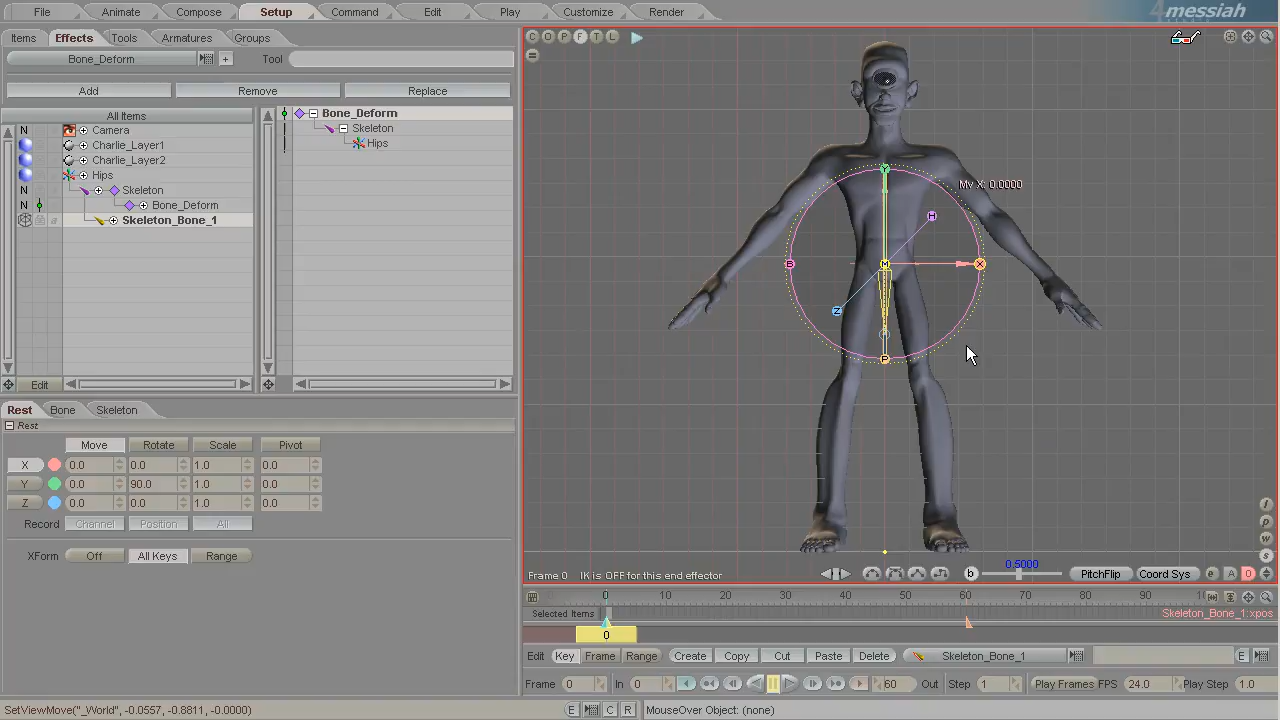 File Animate Compose Setup Command Edit Play Customize Render 4messiah
Items Effects Tools Armatures Groups
Bone_Deform + Tool
Add Remove Replace
All Items
Bone_Deform
Skeleton
Hips
N Camera
Charlie_Layer1
Charlie_Layer2
Hips
N Skeleton
N Bone_Deform
Skeleton_Bone_1
Edit
C O P F T L
Mv X: 0.0000
Y
H
B M X
Z
P
Rest Bone Skeleton
Rest
Move Rotate Scale Pivot
X 0.0 0.0 1.0 0.0
Y 0.0 90.0 1.0 0.0
Z 0.0 0.0 1.0 0.0
Record Channel Position All
XForm Off All Keys Range
I
p
w
s
Frame 0 IK is OFF for this end effector b 0.5000 PitchFlip Coord Sys e A 0
0 10 20 30 40 50 60 70 80 90
Selected Items Skeleton_Bone_1:xpos
0
Edit Key Frame Range Create Copy Cut Paste Delete Skeleton_Bone_1 E
Frame 0 In 0 60 Out Step 1 Play Frames FPS 24.0 Play Step 1.0
SetViewMove("_World", -0.0557, -0.8811, -0.0000) E C R MouseOver Object: (none)